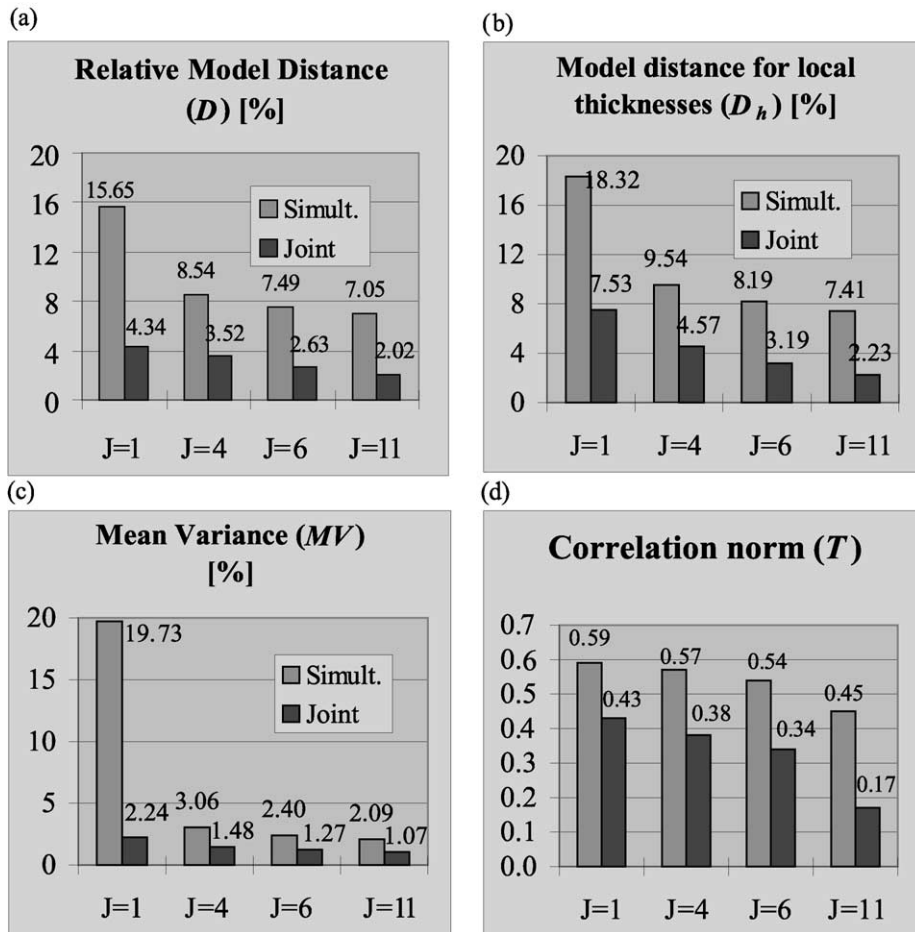 (a)
Relative Model Distance
(D) [%]
20
16
12
8
4
0
15.65
4.34
8.54
3.52
7.49
2.63
7.05
2.02
Simult.
Joint
J=1 J=4 J=6 J=11
(b)
Model distance for local
thicknesses (D h) [%]
20
16
12
8
4
0
18.32
7.53
9.54
4.57
8.19
3.19
7.41
2.23
Simult.
Joint
J=1 J=4 J=6 J=11
(c)
Mean Variance (MV)
[%]
20
15
10
5
0
19.73
2.24
3.06
1.48
2.40
1.27
2.09
1.07
Simult.
Joint
J=1 J=4 J=6 J=11
(d)
Correlation norm (T)
0.7
0.6
0.5
0.4
0.3
0.2
0.1
0.0
0.59
0.43
0.57
0.38
0.54
0.34
0.45
0.17
J=1 J=4 J=6 J=11